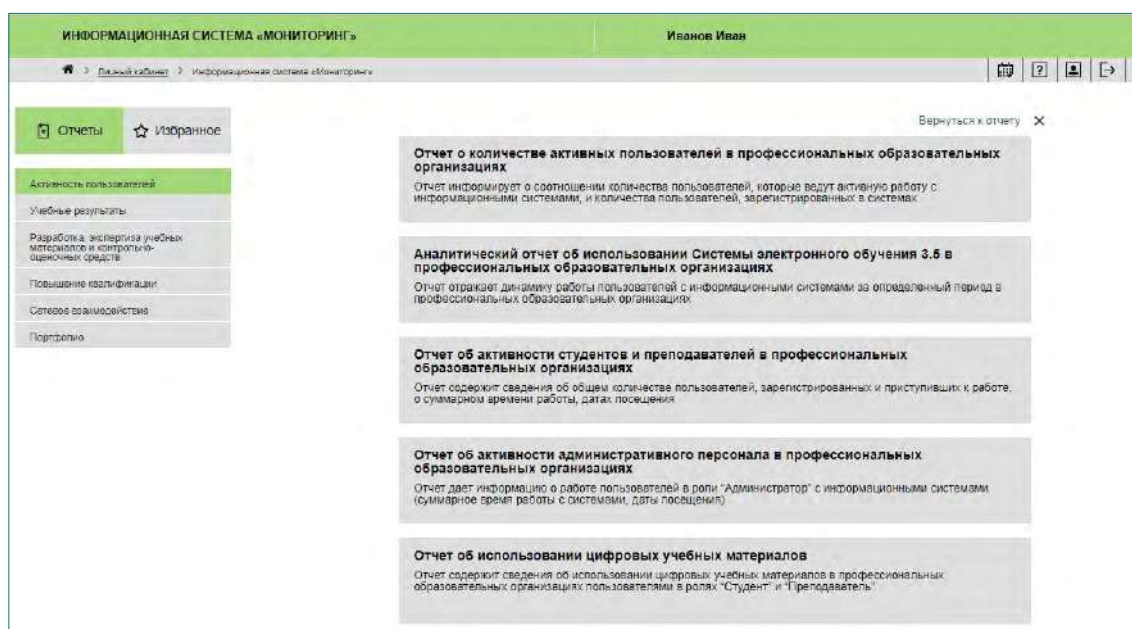 ИНФОРМАЦИОННАЯ СИСТЕМА «МОНИТОРИНГ»
Иванов Иван
Личный кабинет > Информационная система «Мониторинг»
Отчеты
Избранное
Вернуться к отчету ×
Активность пользователей
Учебные результаты
Разработка, экспертиза учебных
материалов и контрольно-
оценочных средств
Повышение квалификации
Сетевое взаимодействие
Портфолио
Отчет о количестве активных пользователей в профессиональных образовательных
организациях
Отчет информирует о соотношении количества пользователей, которые ведут активную работу с
информационными системами, и количества пользователей, зарегистрированных в системах
Аналитический отчет об использовании Системы электронного обучения 3.5 в
профессиональных образовательных организациях
Отчет отражает динамику работы пользователей с информационными системами за определенный период в
профессиональных образовательных организациях
Отчет об активности студентов и преподавателей в профессиональных
образовательных организациях
Отчет содержит сведения об общем количестве пользователей, зарегистрированных и приступивших к работе,
о суммарном времени работы, датах посещения
Отчет об активности административного персонала в профессиональных
образовательных организациях
Отчет дает информацию о работе пользователей в роли "Администратор" с информационными системами
(суммарное время работы с системами, даты посещения)
Отчет об использовании цифровых учебных материалов
Отчет содержит сведения об использовании цифровых учебных материалов в профессиональных
образовательных организациях пользователями в ролях "Студент" и "Преподаватель"